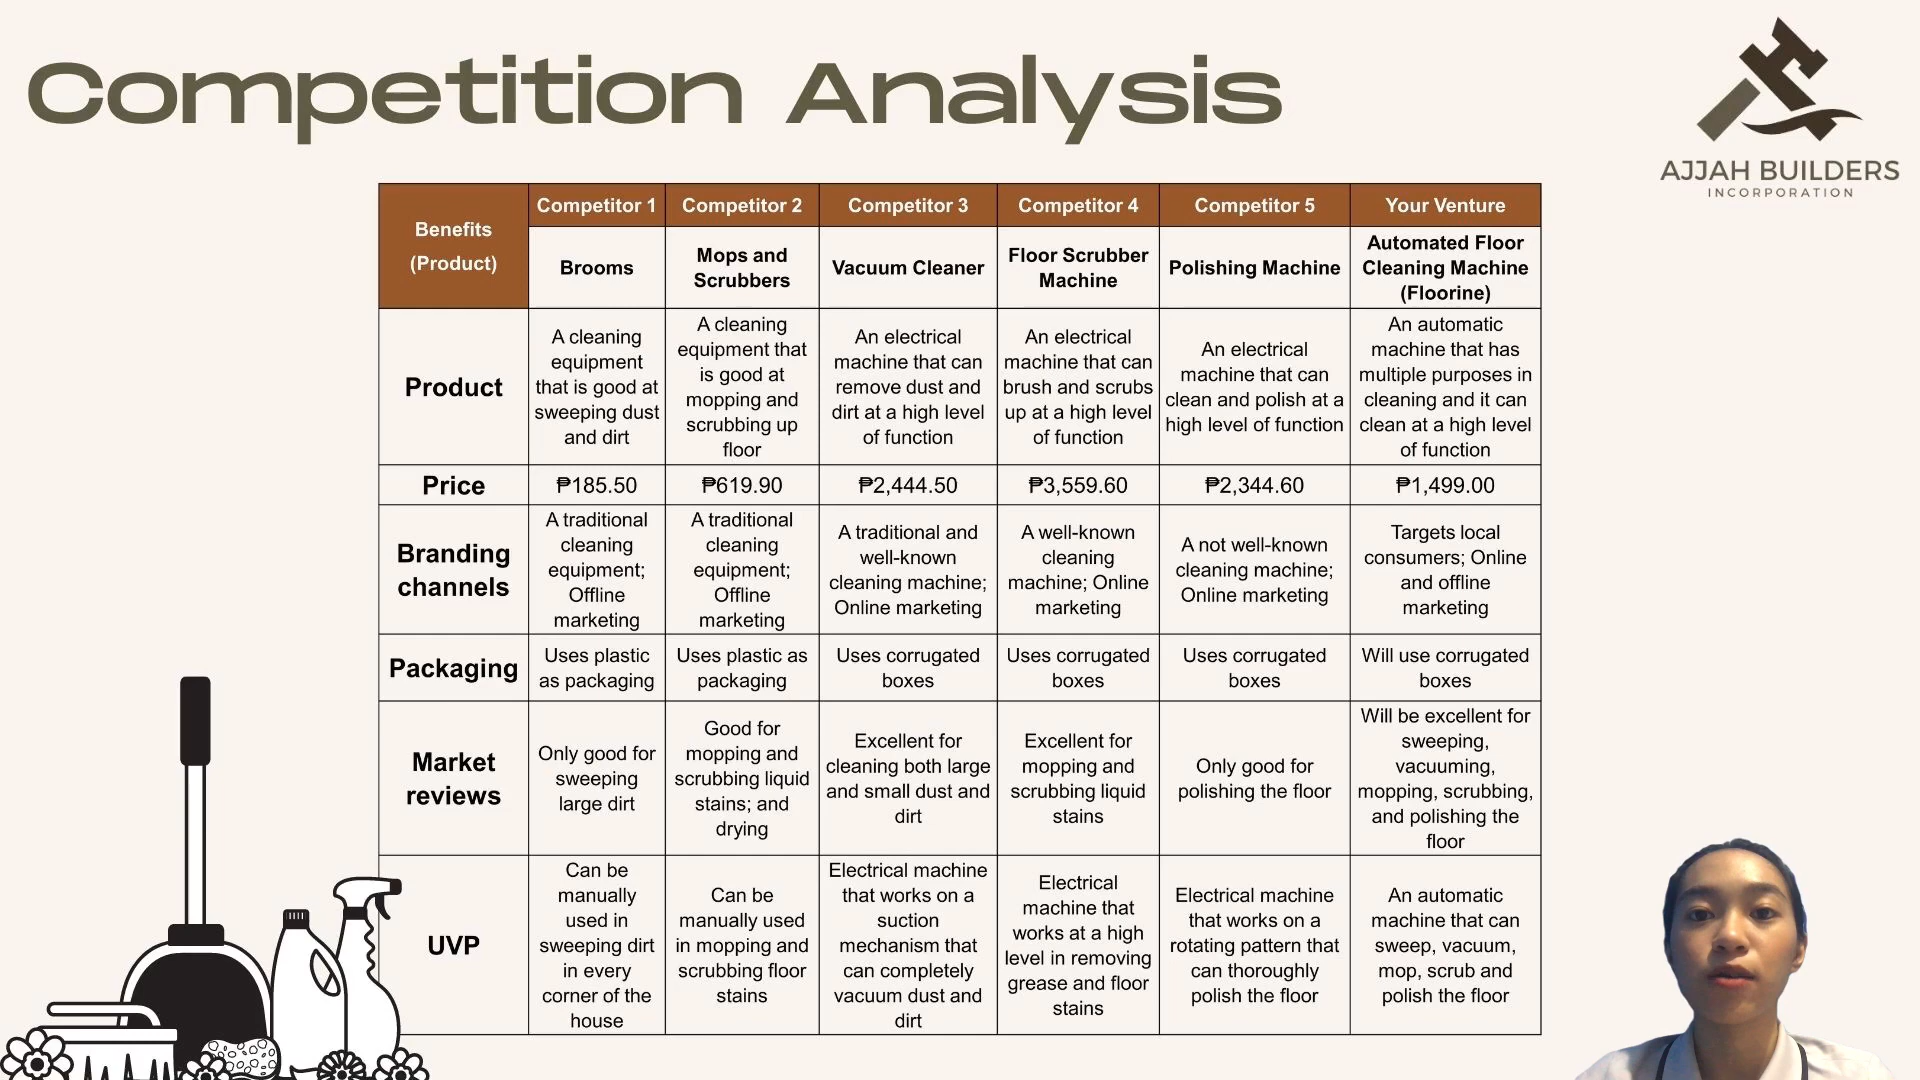 Competition Analysis
AJJAH BUILDERS
INCORPORATION
Benefits
(Product)
Competitor 1
Competitor 2
Competitor 3
Competitor 4
Competitor 5
Your Venture
Brooms
Mops and
Scrubbers
Vacuum Cleaner
Floor Scrubber
Machine
Polishing Machine
Automated Floor
Cleaning Machine
(Floorine)
Product
A cleaning
equipment
that is good at
sweeping dust
and dirt
A cleaning
equipment that
is good at
mopping and
scrubbing up
floor
An electrical
machine that can
remove dust and
dirt at a high level
of function
An electrical
machine that can
brush and scrubs
up at a high level
of function
An electrical
machine that can
clean and polish at a
high level of function
An automatic
machine that has
multiple purposes in
cleaning and it can
clean at a high level
of function
Price
₱185.50
₱619.90
₱2,444.50
₱3,559.60
₱2,344.60
₱1,499.00
Branding
channels
A traditional
cleaning
equipment;
Offline
marketing
A traditional
cleaning
equipment;
Offline
marketing
A traditional and
well-known
cleaning machine;
Online marketing
A well-known
cleaning
machine; Online
marketing
A not well-known
cleaning machine;
Online marketing
Targets local
consumers; Online
and offline
marketing
Packaging
Uses plastic
as packaging
Uses plastic as
packaging
Uses corrugated
boxes
Uses corrugated
boxes
Uses corrugated
boxes
Will use corrugated
boxes
Market
reviews
Only good for
sweeping
large dirt
Good for
mopping and
scrubbing liquid
stains; and
drying
Excellent for
cleaning both large
and small dust and
dirt
Excellent for
mopping and
scrubbing liquid
stains
Only good for
polishing the floor
Will be excellent for
sweeping,
vacuuming,
mopping, scrubbing,
and polishing the
floor
UVP
Can be
manually
used in
sweeping dirt
in every
corner of the
house
Can be
manually used
in mopping and
scrubbing floor
stains
Electrical machine
that works on a
suction
mechanism that
can completely
vacuum dust and
dirt
Electrical
machine that
works at a high
level in removing
grease and floor
stains
Electrical machine
that works on a
rotating pattern that
can thoroughly
polish the floor
An automatic
machine that can
sweep, vacuum,
mop, scrub and
polish the floor